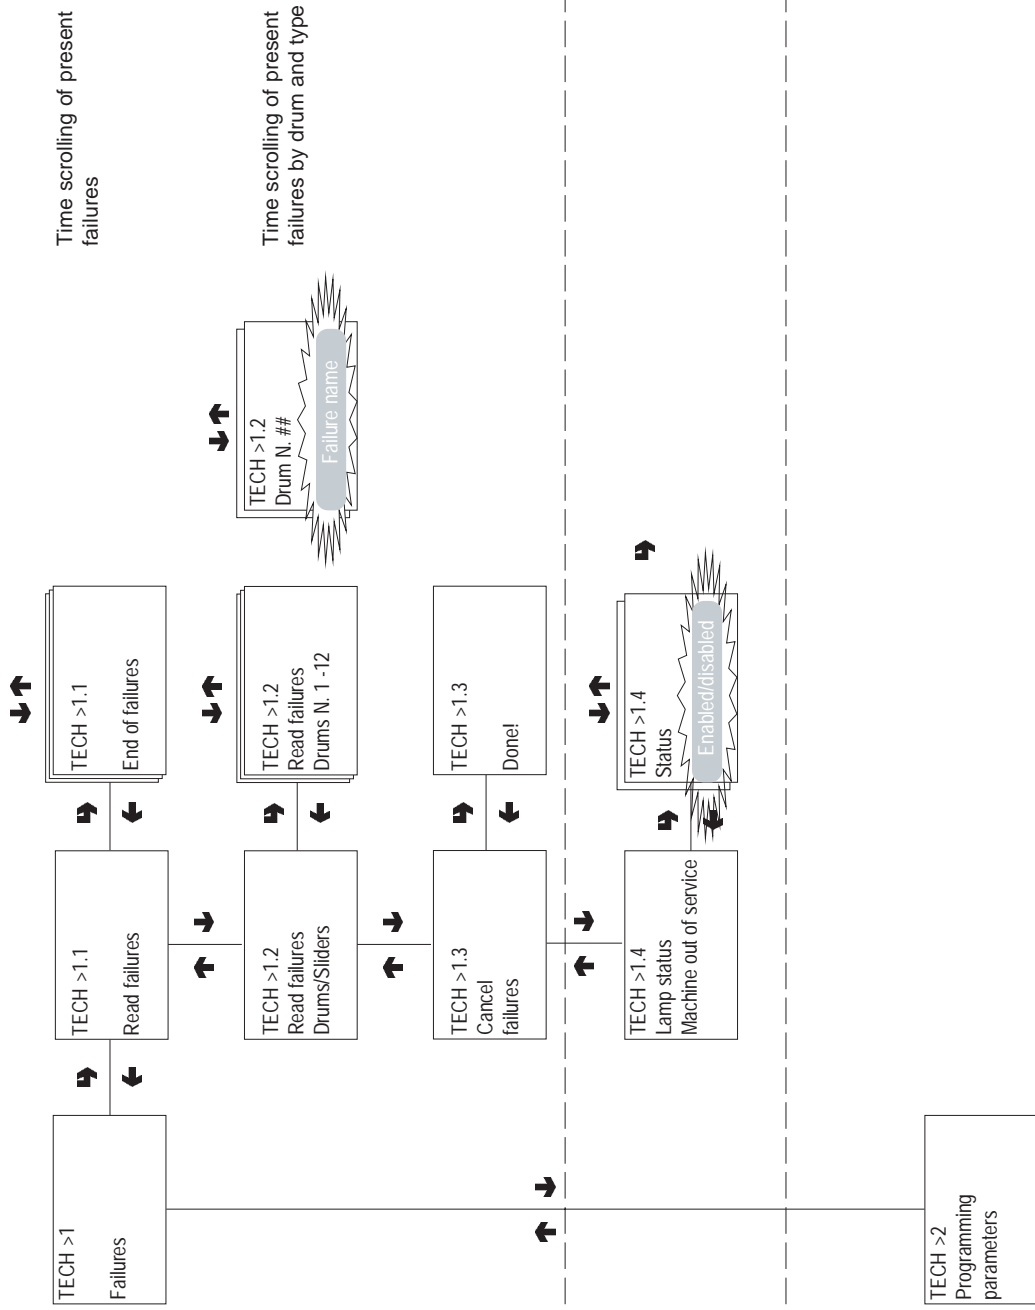 TECH >1
Failures
TECH >1.1
Read failures
TECH >1.1
End of failures
Time scrolling of present
failures
TECH >1.2
Read failures
Drums/Sliders
TECH >1.2
Read failures
Drums N. 1 -12
TECH >1.2
Drum N. ##
Failure name
Time scrolling of present
failures by drum and type
TECH >1.3
Cancel
failures
TECH >1.3
Done!
TECH >1.4
Lamp status
Machine out of service
TECH >1.4
Status
Enabled/disabled
TECH >2
Programming
parameters